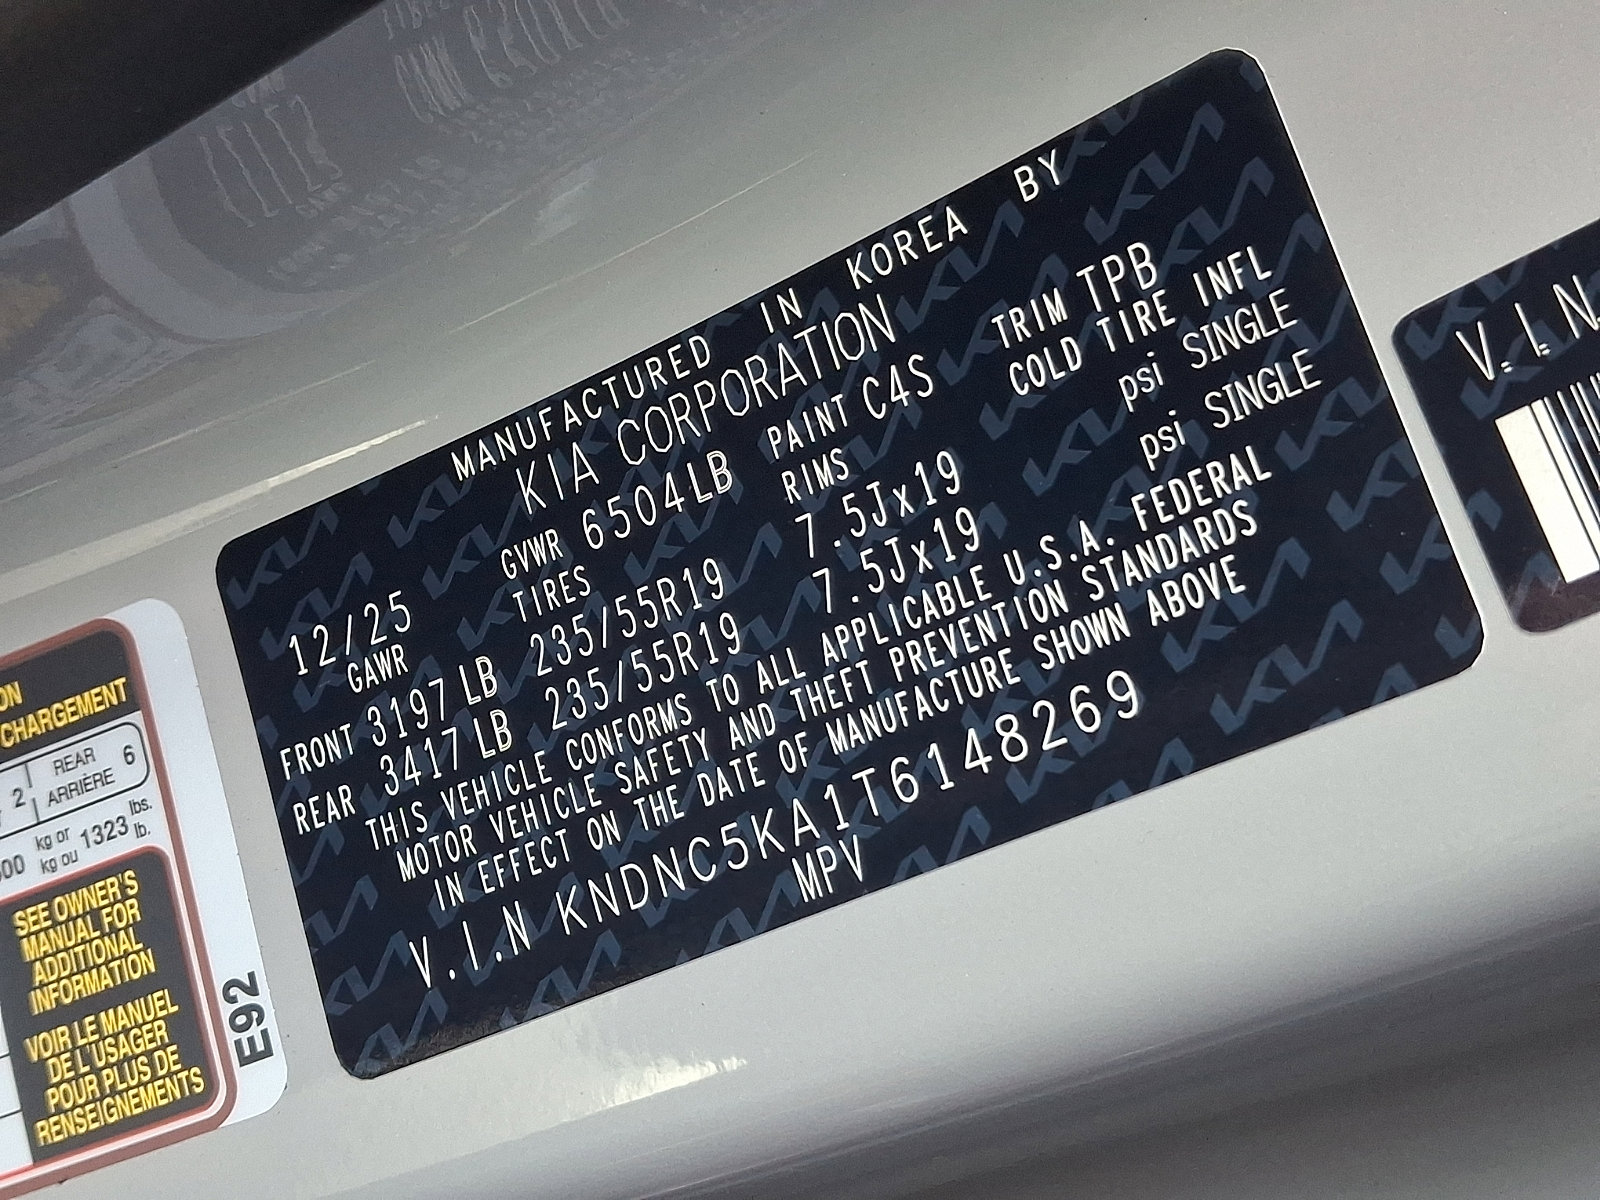 MANUFACTURED IN KOREA BY
KIA CORPORATION
12/25 GVWR 6504LB PAINT C4S TRIM TPB
GAWR TIRES RIMS COLD TIRE INFL
FRONT 3197 LB 235/55R19 7.5Jx19 psi SINGLE
REAR 3417 LB 235/55R19 7.5Jx19 psi SINGLE
THIS VEHICLE CONFORMS TO ALL APPLICABLE U.S.A. FEDERAL
MOTOR VEHICLE SAFETY AND THEFT PREVENTION STANDARDS
IN EFFECT ON THE DATE OF MANUFACTURE SHOWN ABOVE
V.I.N KNDNC5KA1T6148269
MPV
CHARGEMENT
2 REAR 6
ARRIÈRE
kg or 1323 lbs.
kg ou lb.
SEE OWNER'S
MANUAL FOR
ADDITIONAL
INFORMATION
VOIR LE MANUEL
DE L'USAGER
POUR PLUS DE
RENSEIGNEMENTS
E92
V.I.N.